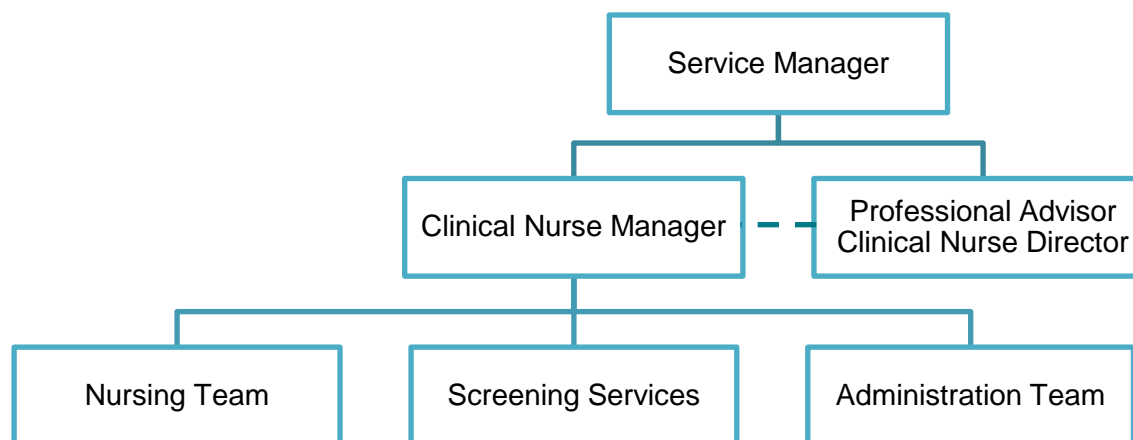 Service Manager
Clinical Nurse Manager
Professional Advisor
Clinical Nurse Director
Nursing Team
Screening Services
Administration Team